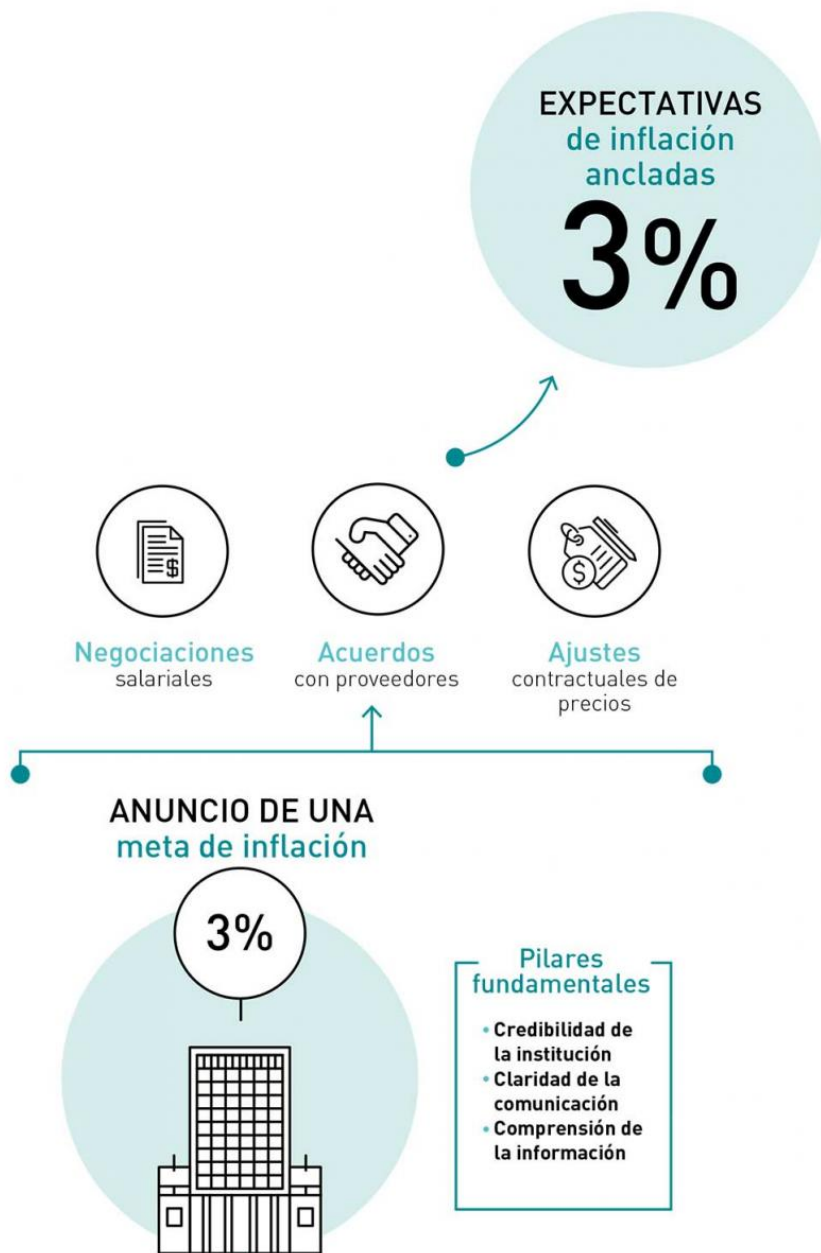 EXPECTATIVAS
de inflación
ancladas
3%
Negociaciones
salariales
Acuerdos
con proveedores
Ajustes
contractuales de
precios
ANUNCIO DE UNA
meta de inflación
3%
Pilares
fundamentales
• Credibilidad de
la institución
• Claridad de la
comunicación
• Comprensión de
la información